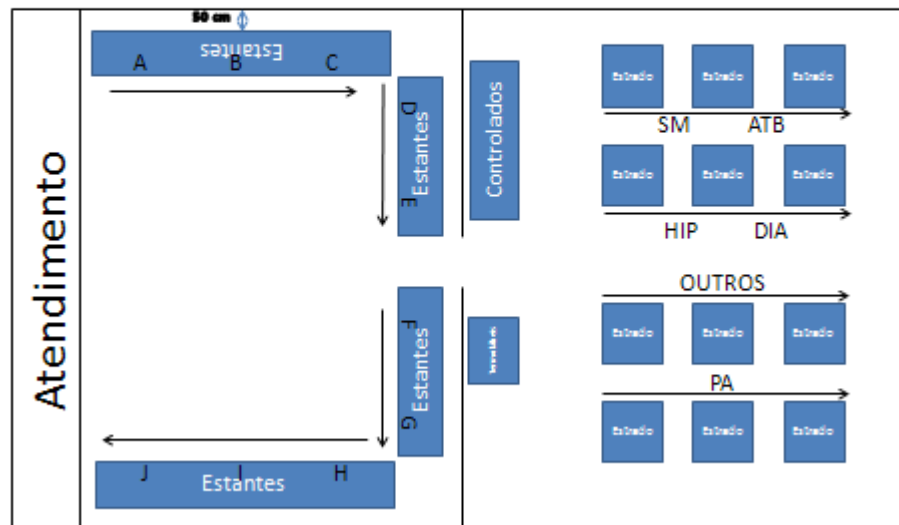 50 cm
Estantes
A B C
Atendimento
D
E
Estantes
Controlados
Estrado Estrado Estrado
SM ATB
Estrado Estrado Estrado
HIP DIA
F
G
Estantes
OUTROS
Estrado Estrado Estrado
PA
Estrado Estrado Estrado
J I H
Estantes